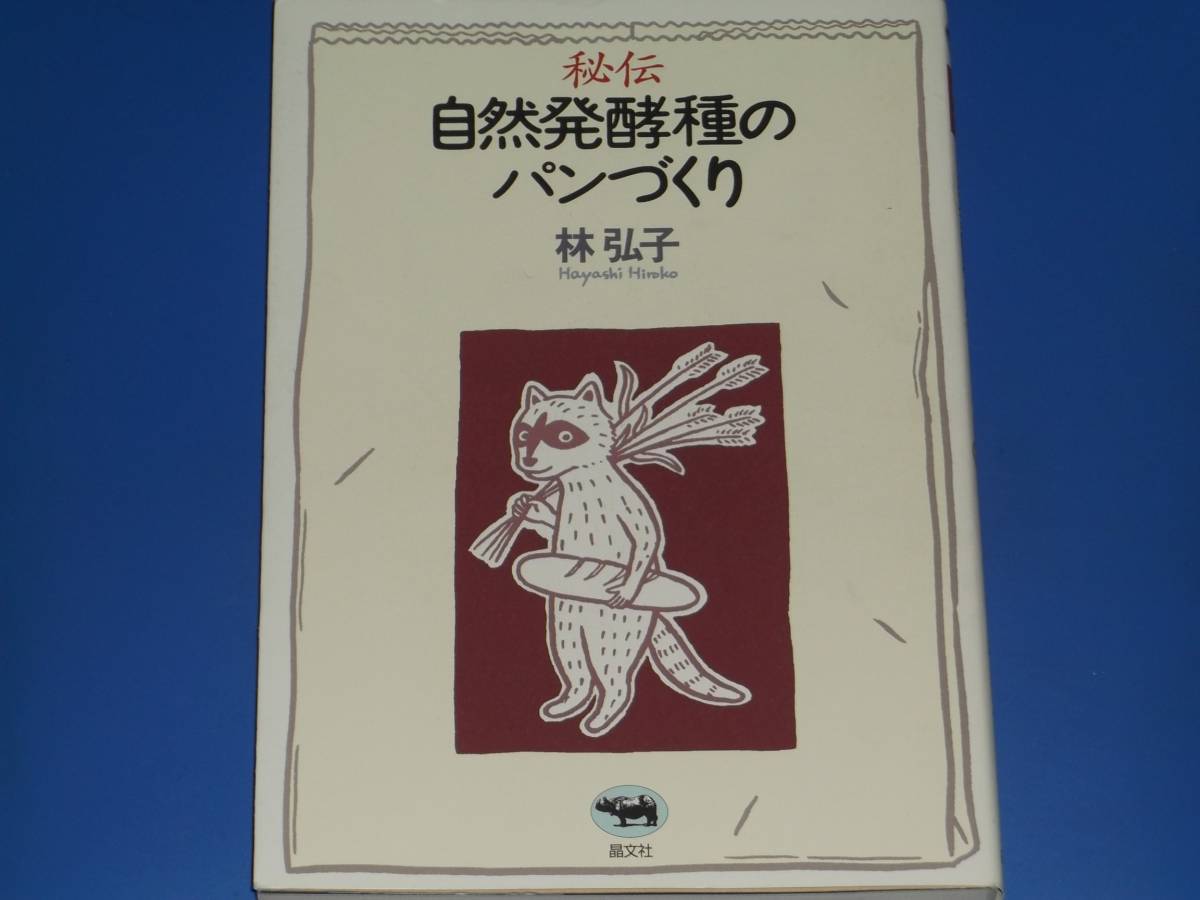 秘伝
自然発酵種の
パンづくり
林 弘子
Hayashi Hiroko
晶文社